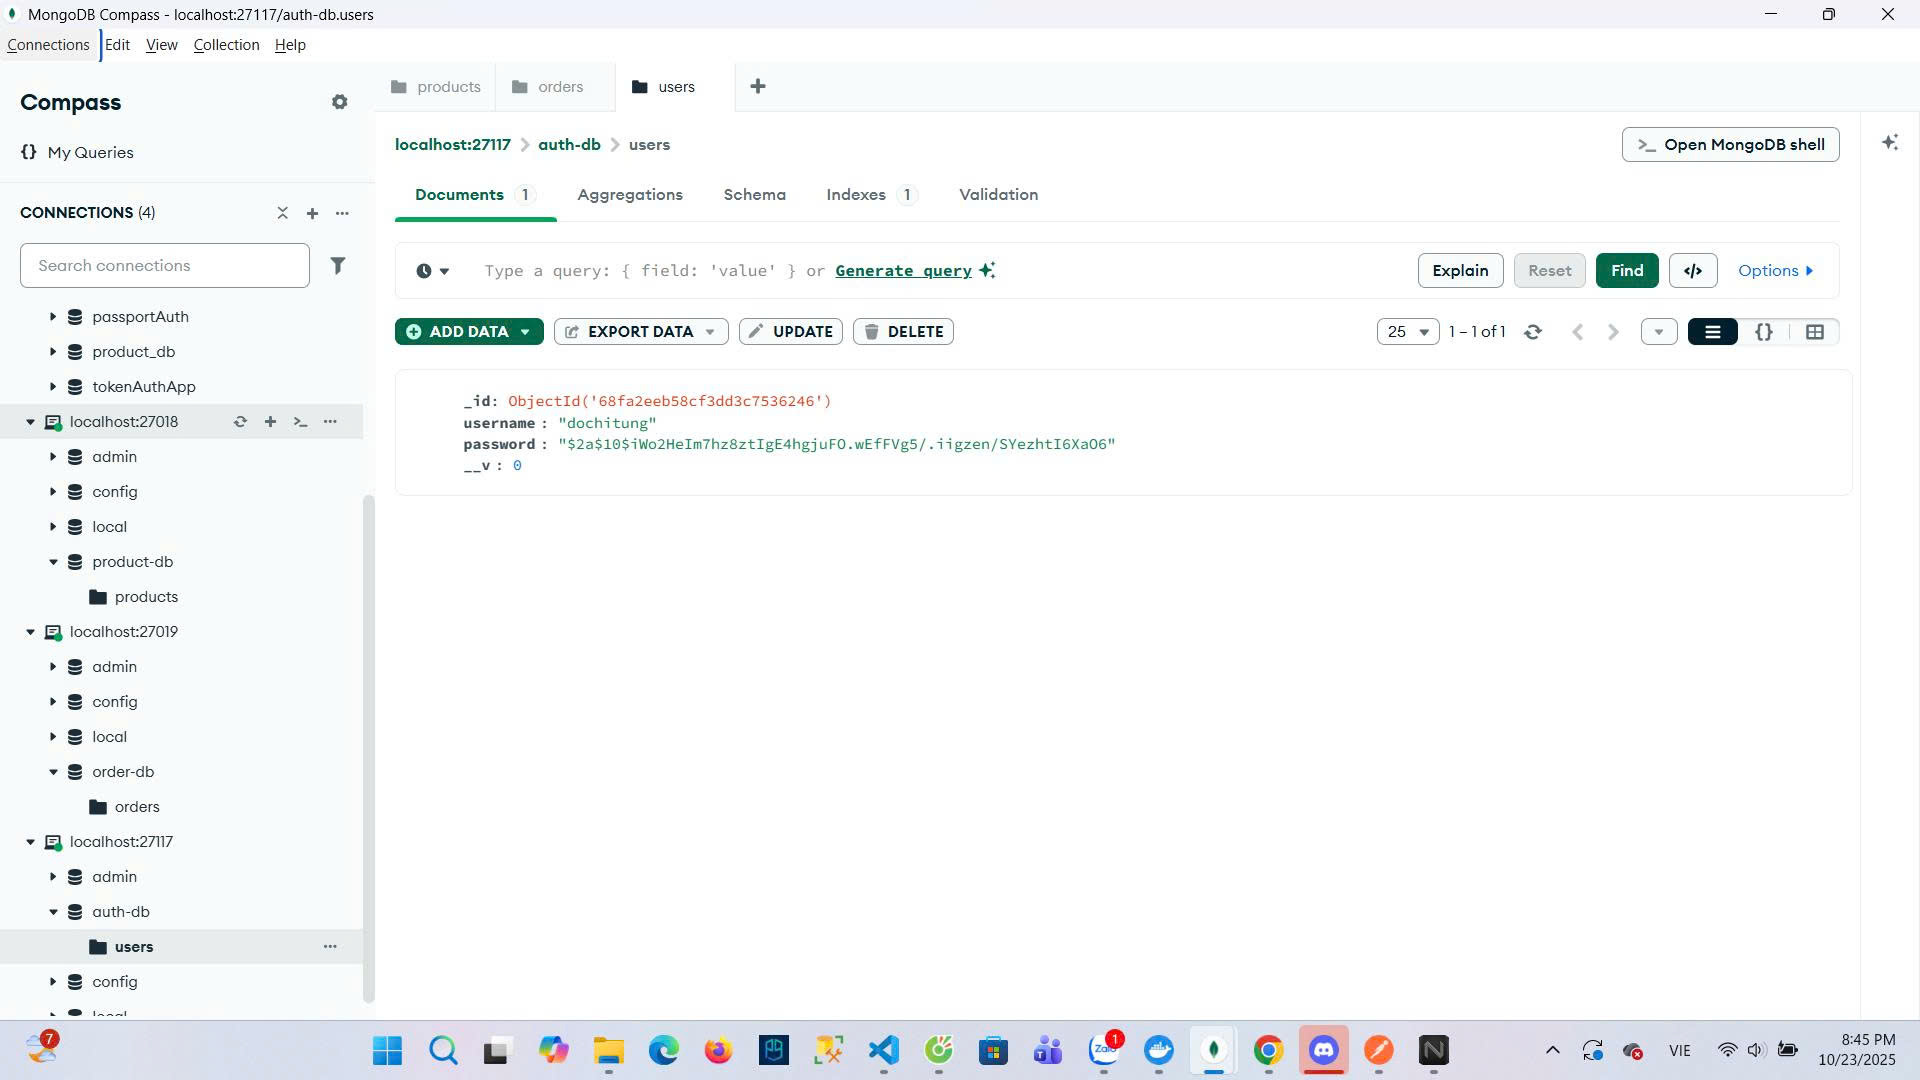 MongoDB Compass - localhost:27117/auth-db.users
Connections Edit View Collection Help
Compass
{} My Queries
CONNECTIONS (4)
Search connections
passportAuth
product_db
tokenAuthApp
localhost:27018
admin
config
local
product-db
products
localhost:27019
admin
config
local
order-db
orders
localhost:27117
admin
auth-db
users
config
local
products orders users
localhost:27117 auth-db users
>_ Open MongoDB shell
Documents 1 Aggregations Schema Indexes 1 Validation
Type a query: { field: 'value' } or Generate query
Explain Reset Find </> Options
ADD DATA EXPORT DATA UPDATE DELETE
25 1 – 1 of 1 {}
_id: ObjectId('68fa2eeb58cf3dd3c7536246')
username : "dochitung"
password : "$2a$10$iWo2HeIm7hz8ztIgE4hgjuFO.wEfFVg5/.iigzen/SYezhtI6XaO6"
__v : 0
7
Zalo 1
VIE
8:45 PM
10/23/2025